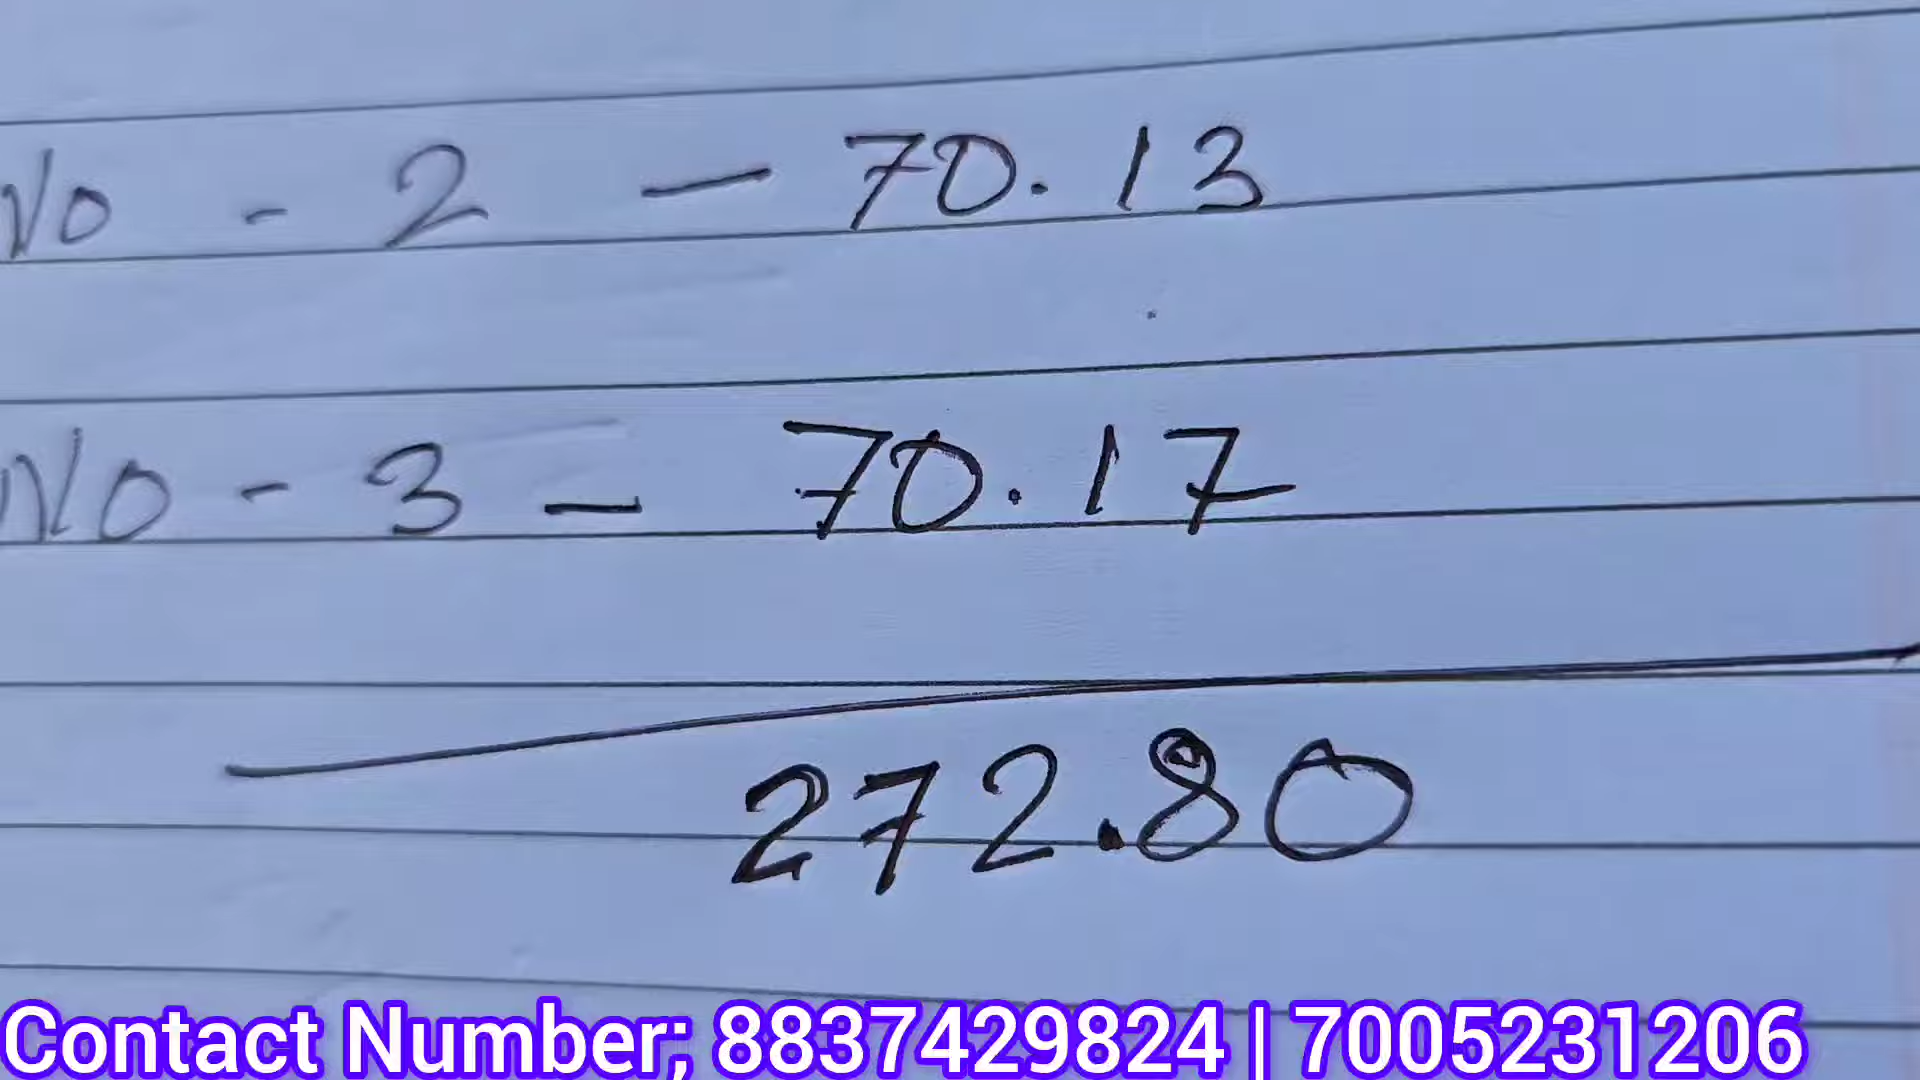 No - 2 — 70.13
No - 3 - 70.17
272.80
Contact Number; 8837429824 | 7005231206